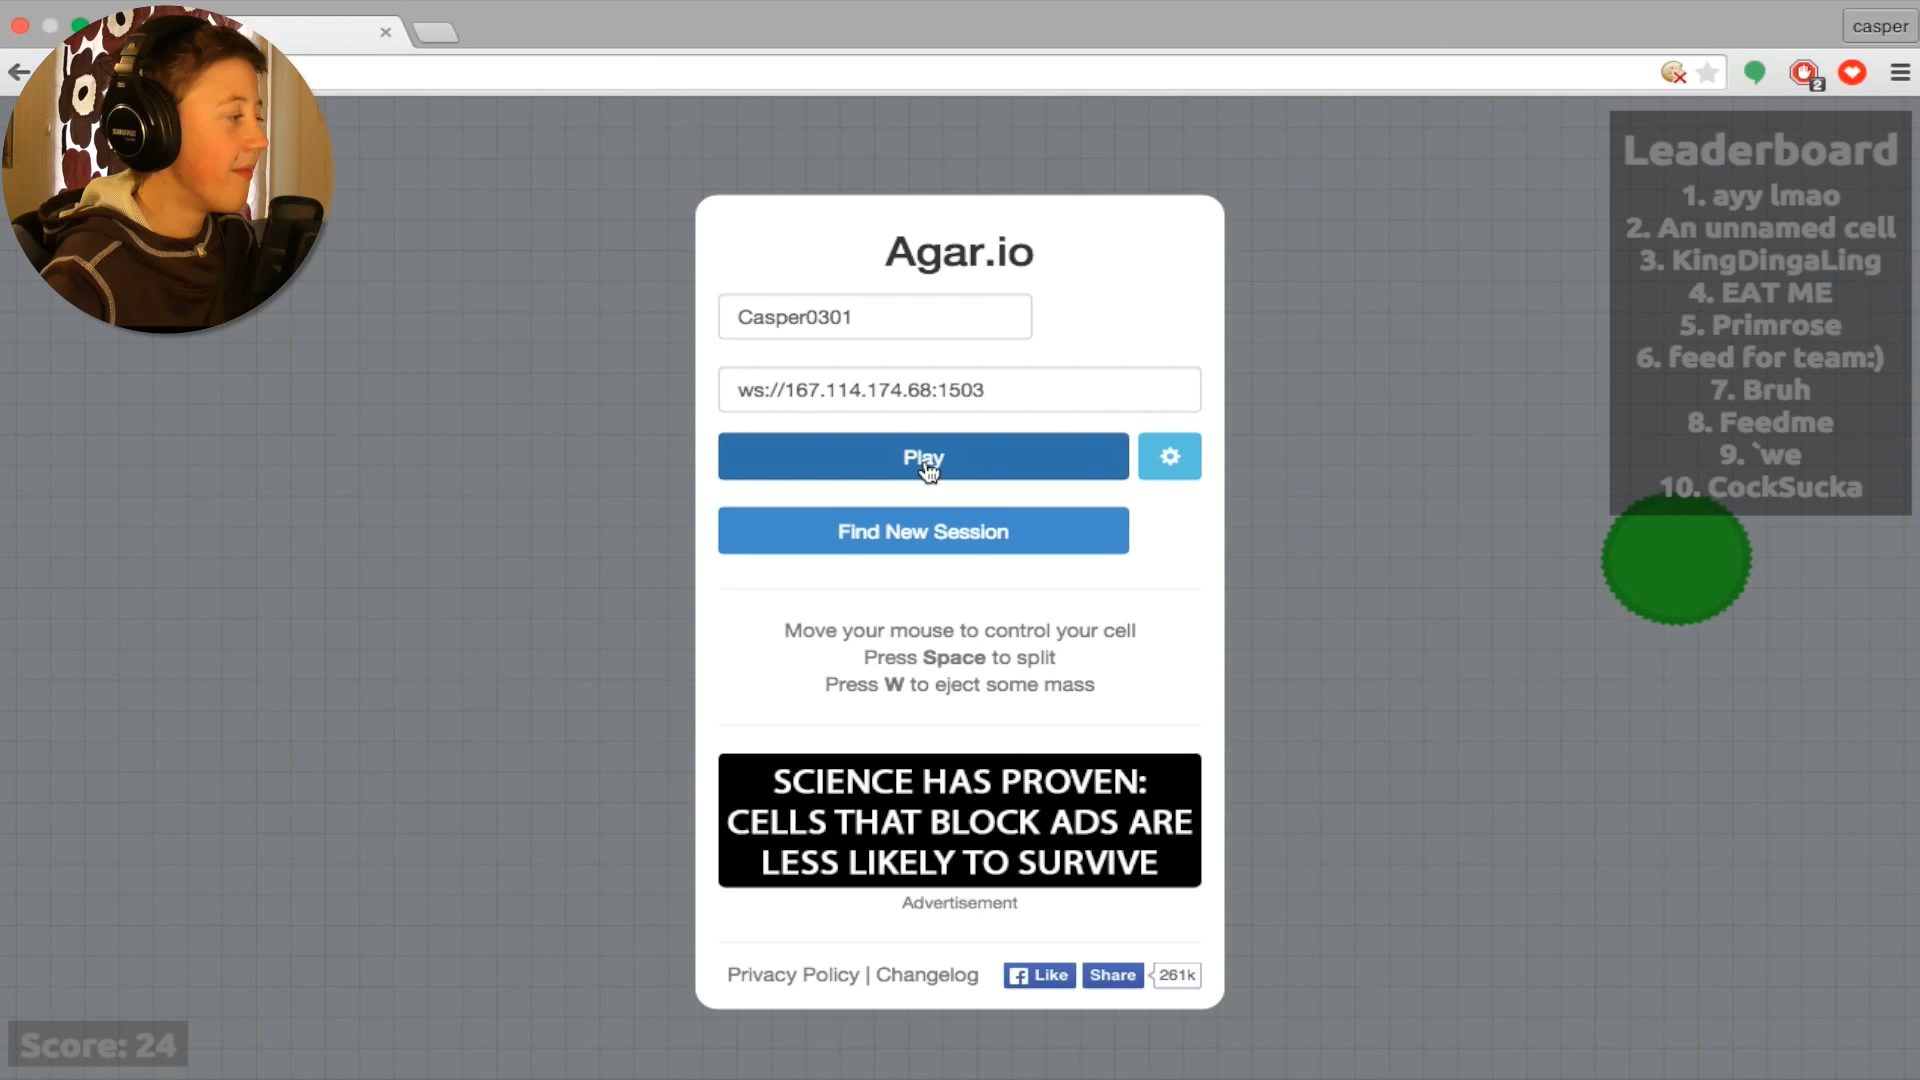 casper
2
Leaderboard
1. ayy lmao
2. An unnamed cell
3. KingDingaLing
4. EAT ME
5. Primrose
6. feed for team:)
7. Bruh
8. Feedme
9. `we
10. CockSucka
Agar.io
Casper0301
ws://167.114.174.68:1503
Play
Find New Session
Move your mouse to control your cell
Press Space to split
Press W to eject some mass
SCIENCE HAS PROVEN:
CELLS THAT BLOCK ADS ARE
LESS LIKELY TO SURVIVE
Advertisement
Privacy Policy | Changelog
Like
Share
261k
Score: 24